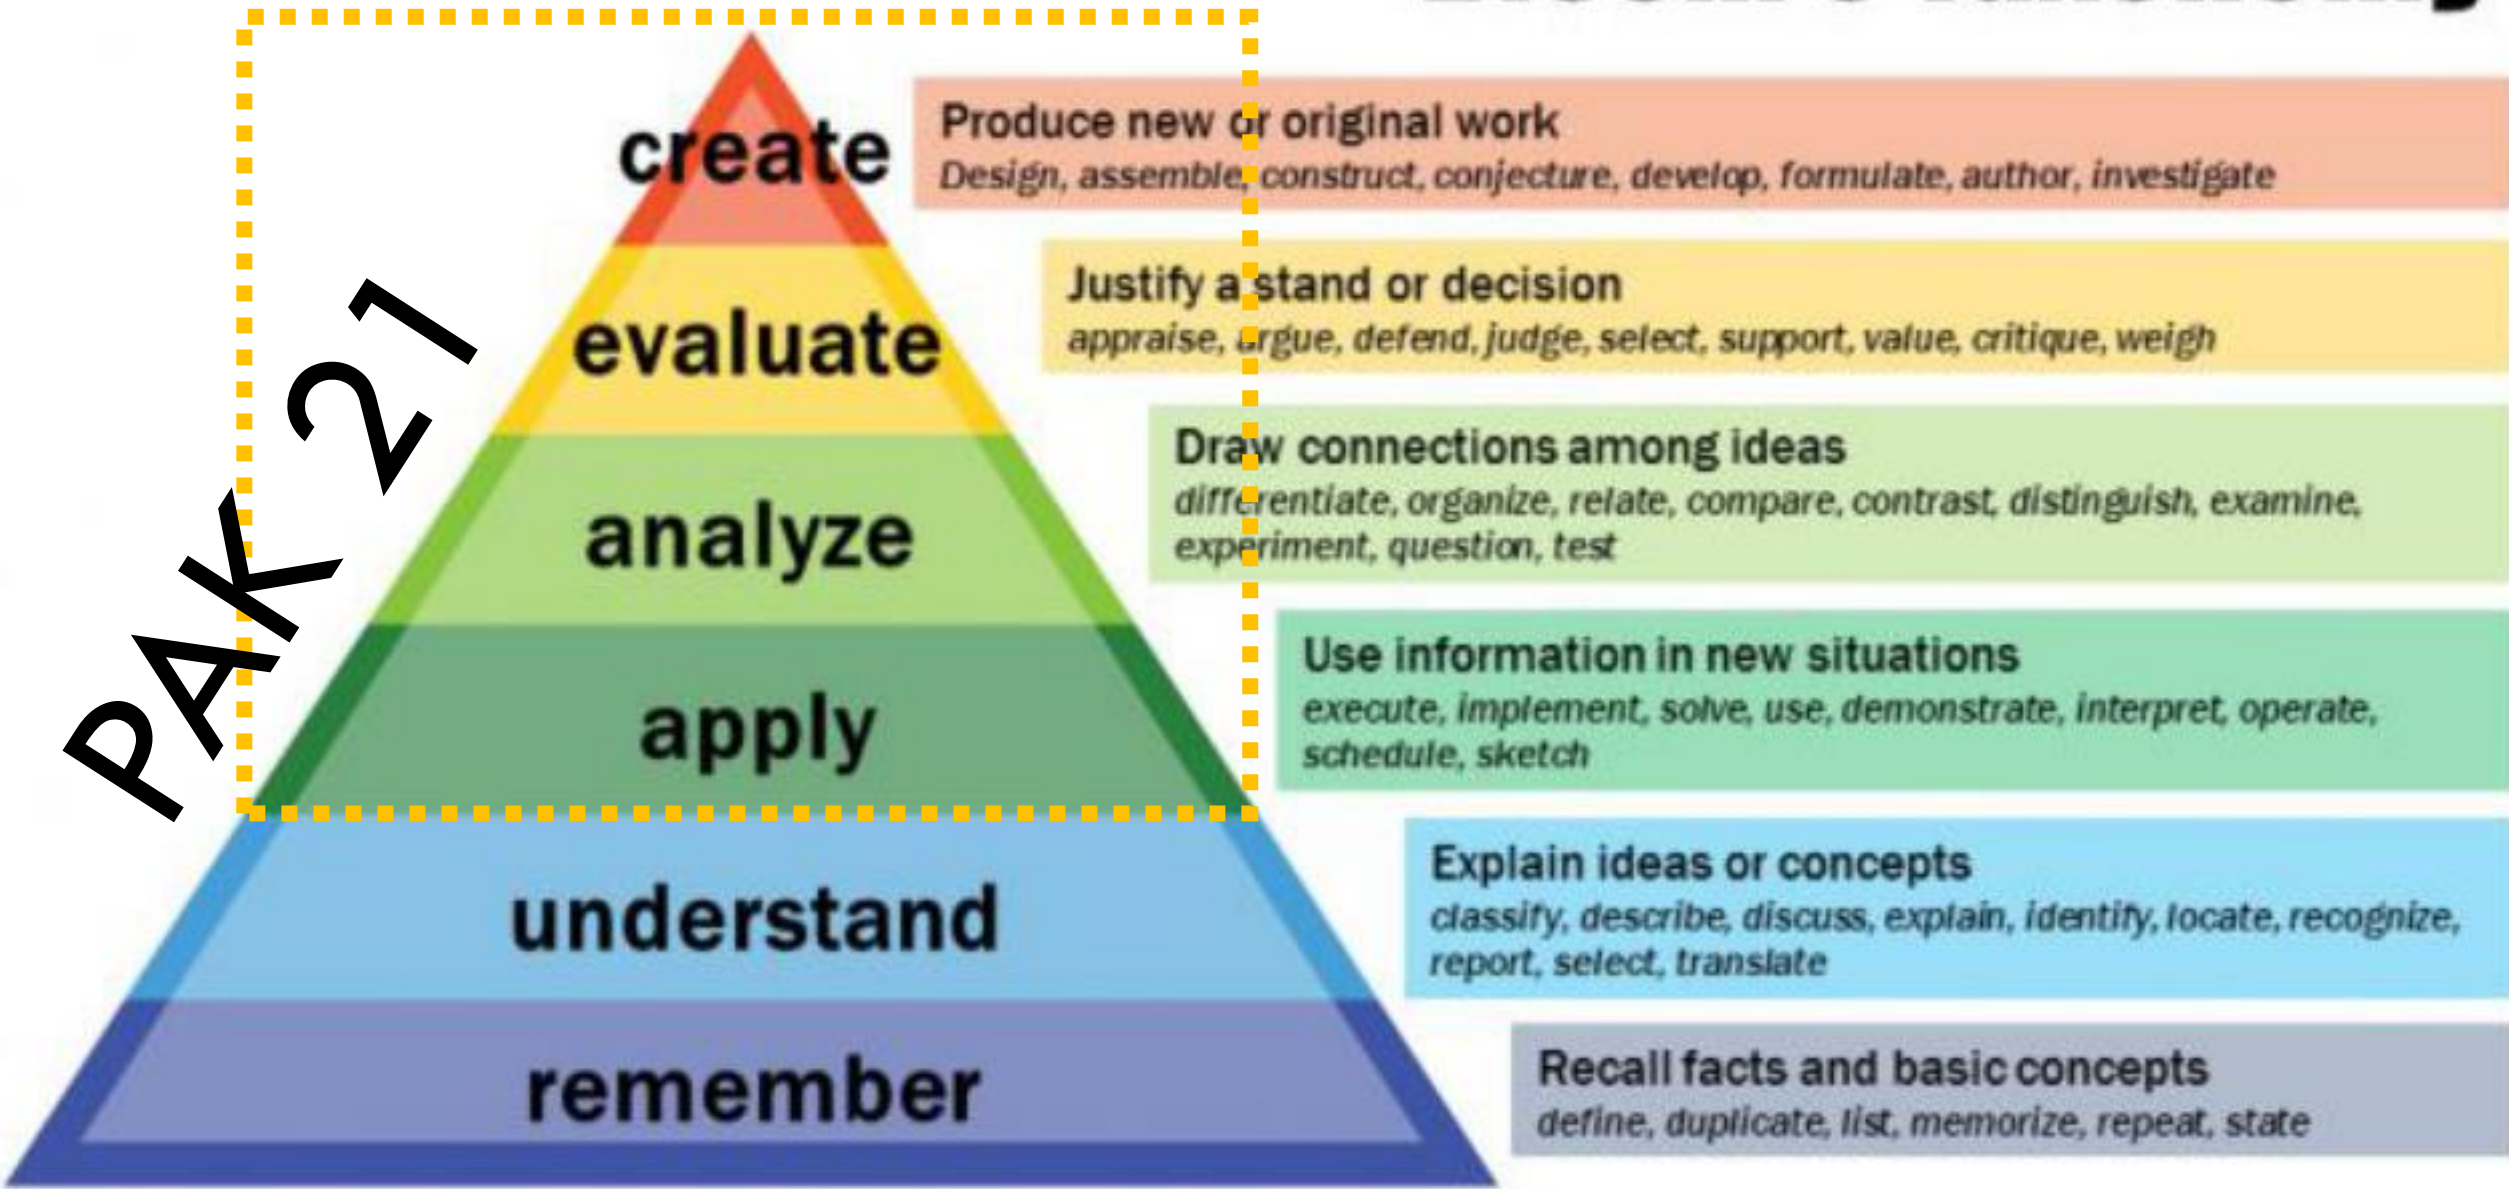 PAK 21
create
Produce new or original work
Design, assemble, construct, conjecture, develop, formulate, author, investigate
evaluate
Justify a stand or decision
appraise, argue, defend, judge, select, support, value, critique, weigh
analyze
Draw connections among ideas
differentiate, organize, relate, compare, contrast, distinguish, examine,
experiment, question, test
apply
Use information in new situations
execute, implement, solve, use, demonstrate, interpret, operate,
schedule, sketch
understand
Explain ideas or concepts
classify, describe, discuss, explain, identify, locate, recognize,
report, select, translate
remember
Recall facts and basic concepts
define, duplicate, list, memorize, repeat, state